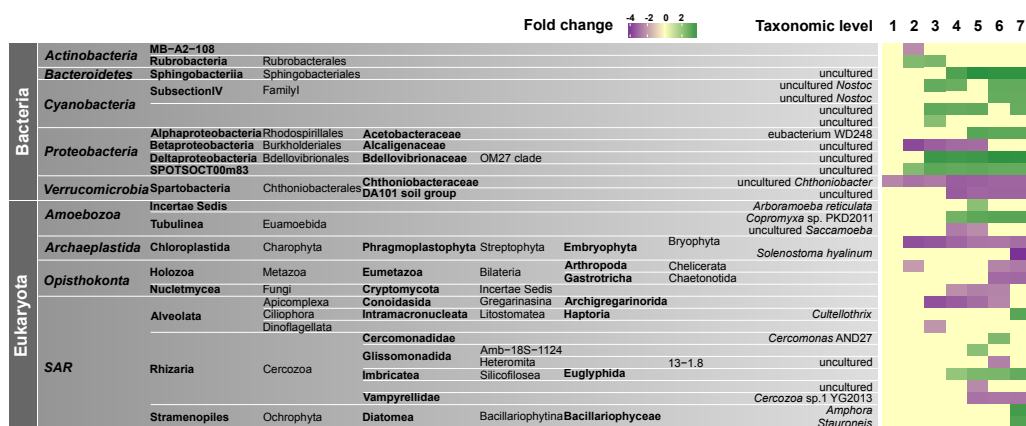 Fold change -4 -2 0 2 Taxonomic level 1 2 3 4 5 6 7
Bacteria
Actinobacteria MB-A2-108
Rubrobacteria Rubrobacterales
Bacteroidetes Sphingobacteriia Sphingobacteriales uncultured
Cyanobacteria SubsectionIV FamilyI uncultured Nostoc
uncultured Nostoc
uncultured
uncultured
Proteobacteria Alphaproteobacteria Rhodospirillales Acetobacteraceae eubacterium WD248
Betaproteobacteria Burkholderiales Alcaligenaceae uncultured
Deltaproteobacteria Bdellovibrionales Bdellovibrionaceae OM27 clade uncultured
SPOTSOCT00m83 uncultured
Verrucomicrobia Spartobacteria Chthoniobacterales Chthoniobacteraceae uncultured Chthoniobacter
DA101 soil group uncultured
Eukaryota
Amoebozoa Incertae Sedis Arboramoeba reticulata
Tubulinea Euamoebida Copromyxa sp. PKD2011
uncultured Saccamoeba
Archaeplastida Chloroplastida Charophyta Phragmoplastophyta Streptophyta Embryophyta Bryophyta
Solenostoma hyalinum
Opisthokonta Holozoa Metazoa Eumetazoa Bilateria Arthropoda Chelicerata
Gastrotricha Chaetonotida
Nucletmycea Fungi Cryptomycota Incertae Sedis
SAR Alveolata Apicomplexa Conoidasida Gregarinasina Archigregarinorida
Ciliophora Intramacronucleata Litostomatea Haptoria Cultellothrix
Dinoflagellata
Rhizaria Cercozoa Cercomonadidae Cercomonas AND27
Glissomonadida Amb-18S-1124
Heteromita 13-1.8 uncultured
Imbricatea Silicofilosea Euglyphida
uncultured
Vampyrellidae Cercozoa sp.1 YG2013
Stramenopiles Ochrophyta Diatomea Bacillariophytina Bacillariophyceae Amphora
Stauroneis